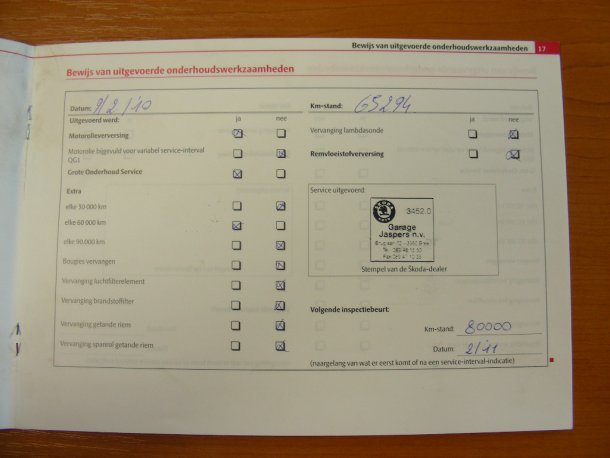 Bewijs van uitgevoerde onderhoudswerkzaamheden 17
Bewijs van uitgevoerde onderhoudswerkzaamheden
Datum: 9/2/10 Km-stand: 65294
Uitgevoerd werd: ja nee ja nee
Motorolieverversing
Vervanging lambdasonde
Motorolie bijgevuld voor variabel service-interval
QG1
Remvloeistofverversing
Grote Onderhoud Service
Extra
Service uitgevoerd:
elke 30 000 km
elke 60 000 km
elke 90.000 km
Bougies vervangen
Vervanging luchtfilterelement
Vervanging brandstoffilter
Vervanging getande riem
Vervanging spanrol getande riem
3452.0
Garage
Jaspers n.v.
Stempel van de Skoda-dealer
Volgende inspectiebeurt:
Km-stand: 80000
Datum: 2/11
(naargelang van wat er eerst komt of na een service-interval-indicatie)